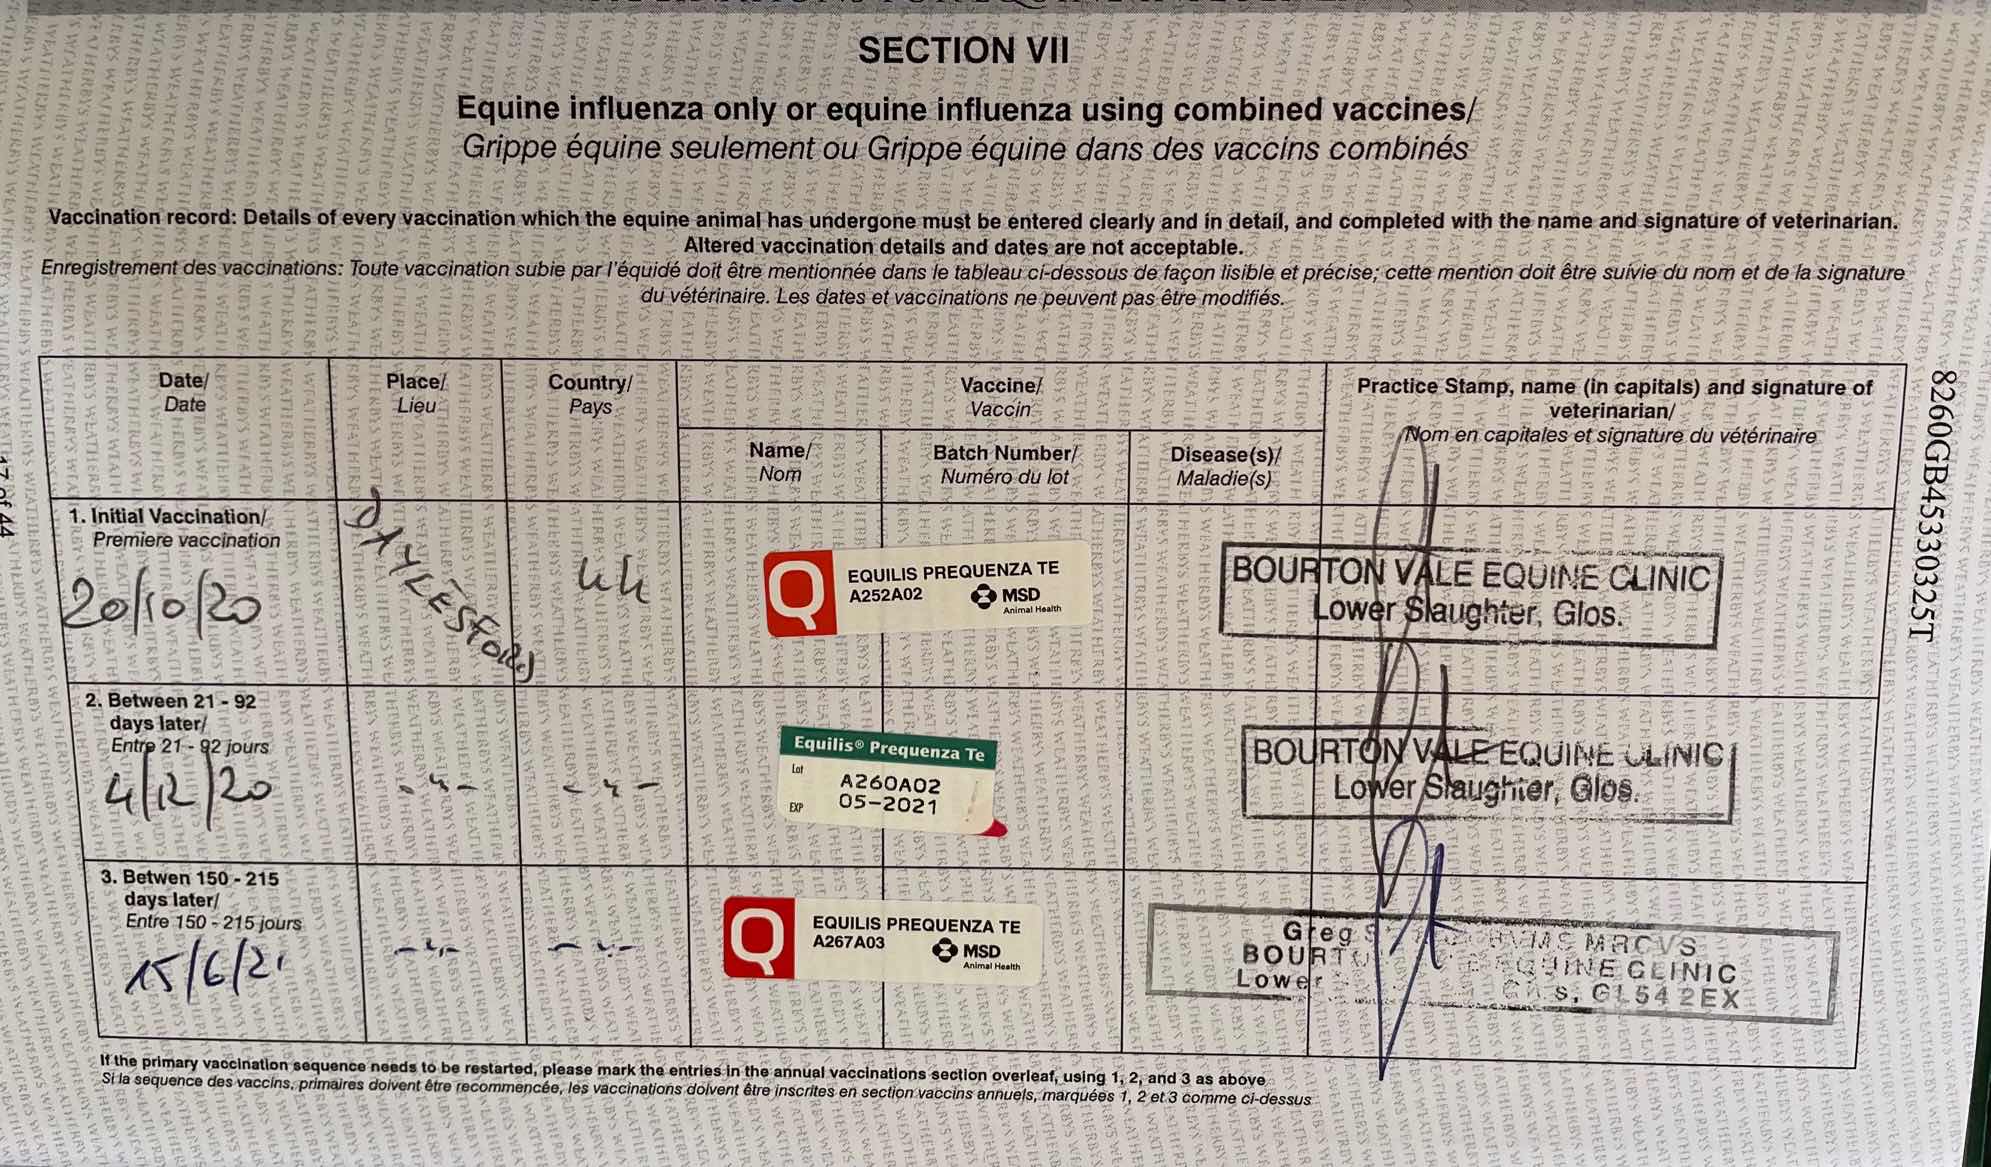 SECTION VII
Equine influenza only or equine influenza using combined vaccines/
Grippe équine seulement ou Grippe équine dans des vaccins combinés
Vaccination record: Details of every vaccination which the equine animal has undergone must be entered clearly and in detail, and completed with the name and signature of veterinarian.
Altered vaccination details and dates are not acceptable.
Enregistrement des vaccinations: Toute vaccination subie par l'équidé doit être mentionnée dans le tableau ci-dessous de façon lisible et précise; cette mention doit être suivie du nom et de la signature
du vétérinaire. Les dates et vaccinations ne peuvent pas être modifiés.
Date/
Date
Place/
Lieu
Country/
Pays
Vaccine/
Vaccin
Name/
Nom
Batch Number/
Numéro du lot
Disease(s)/
Maladie(s)
Practice Stamp, name (in capitals) and signature of
veterinarian/
Nom en capitales et signature du vétérinaire
1. Initial Vaccination/
Premiere vaccination
20/10/20
DAYLESFORD
UK
Q
EQUILIS PREQUENZA TE
A252A02
MSD
Animal Health
BOURTON VALE EQUINE CLINIC
Lower Slaughter, Glos.
2. Between 21 - 92
days later/
Entre 21 - 92 jours
4/12/20
- " -
- " -
Equilis® Prequenza Te
Lot
A260A02
EXP
05-2021
BOURTON VALE EQUINE CLINIC
Lower Slaughter, Glos.
3. Betwen 150 - 215
days later/
Entre 150 - 215 jours
15/6/21
- " -
- " -
Q
EQUILIS PREQUENZA TE
A267A03
MSD
Animal Health
Greg MRCVS
EQUINE CLINIC
Lower GL54 2EX
If the primary vaccination sequence needs to be restarted, please mark the entries in the annual vaccinations section overleaf, using 1, 2, and 3 as above
Si la sequence des vaccins, primaires doivent être recommencée, les vaccinations doivent être inscrites en section vaccins annuels, marquées 1, 2 et 3 comme ci-dessus
8260GB45330325T
17 of 44
WEATHERBYS